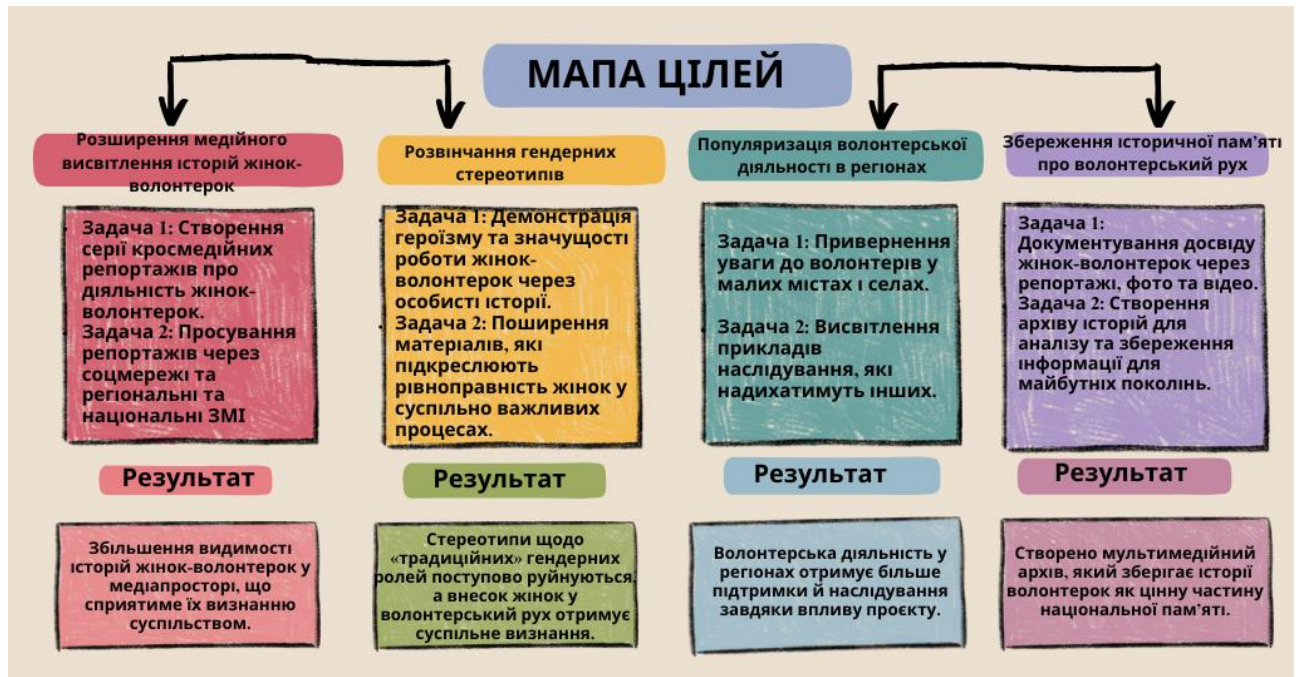 МАПА ЦІЛЕЙ
Розширення медійного
висвітлення історій жінок-
волонтерок
Задача 1: Створення
серії кросмедійних
репортажів про
діяльність жінок-
волонтерок.
Задача 2: Просування
репортажів через
соцмережі та
регіональні та
національні ЗМІ
Результат
Збільшення видимості
історій жінок-волонтерок у
медіапросторі, що
сприятиме їх визнанню
суспільством.
Розвінчання гендерних
стереотипів
Задача 1: Демонстрація
героїзму та значущості
роботи жінок-
волонтерок через
особисті історії.
Задача 2: Поширення
матеріалів, які
підкреслюють
рівноправність жінок у
суспільно важливих
процесах.
Результат
Стереотипи щодо
«традиційних» гендерних
ролей поступово руйнуються,
а внесок жінок у
волонтерський рух отримує
суспільне визнання.
Популяризація волонтерської
діяльності в регіонах
Задача 1: Привернення
уваги до волонтерів у
малих містах і селах.
Задача 2: Висвітлення
прикладів
наслідування, які
надихатимуть інших.
Результат
Волонтерська діяльність у
регіонах отримує більше
підтримки й наслідування
завдяки впливу проєкту.
Збереження історичної пам’яті
про волонтерський рух
Задача 1:
Документування досвіду
жінок-волонтерок через
репортажі, фото та відео.
Задача 2: Створення
архіву історій для
аналізу та збереження
інформації для
майбутніх поколінь.
Результат
Створено мультимедійний
архів, який зберігає історії
волонтерок як цінну частину
національної пам’яті.